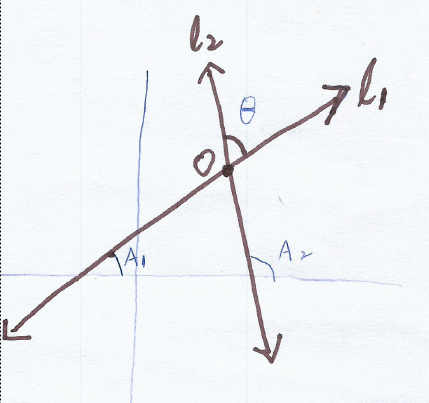 l₂
θ
l₁
O
A₁
A₂